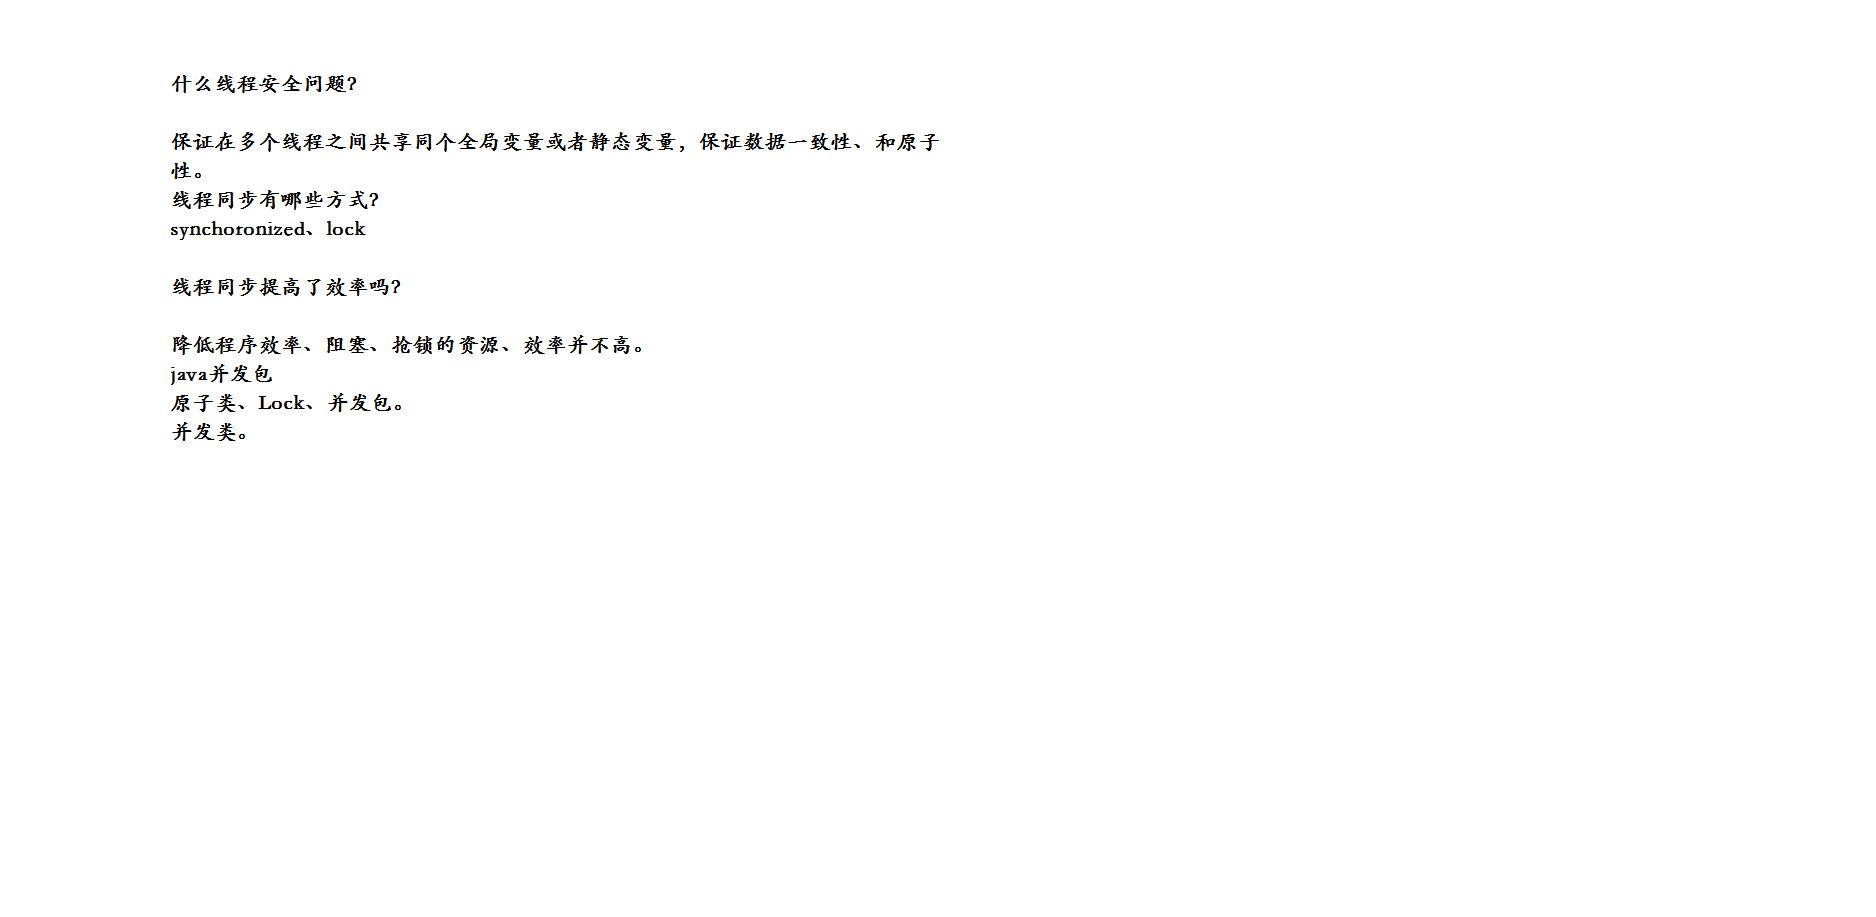 什么线程安全问题?
保证在多个线程之间共享同个全局变量或者静态变量，保证数据一致性、和原子
性。
线程同步有哪些方式?
synchoronized、lock
线程同步提高了效率吗?
降低程序效率、阻塞、抢锁的资源、效率并不高。
java并发包
原子类、Lock、并发包。
并发类。